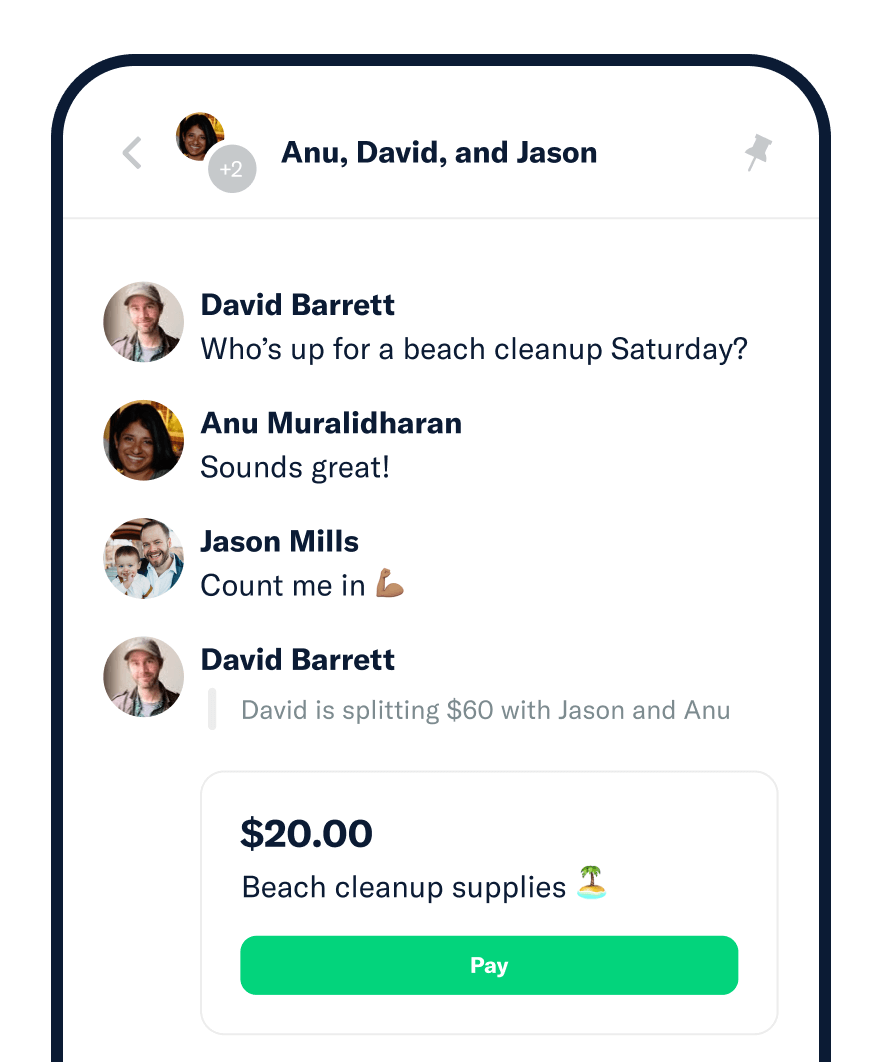 +2
Anu, David, and Jason
David Barrett
Who’s up for a beach cleanup Saturday?
Anu Muralidharan
Sounds great!
Jason Mills
Count me in 💪🏽
David Barrett
David is splitting $60 with Jason and Anu
$20.00
Beach cleanup supplies 🏝️
Pay